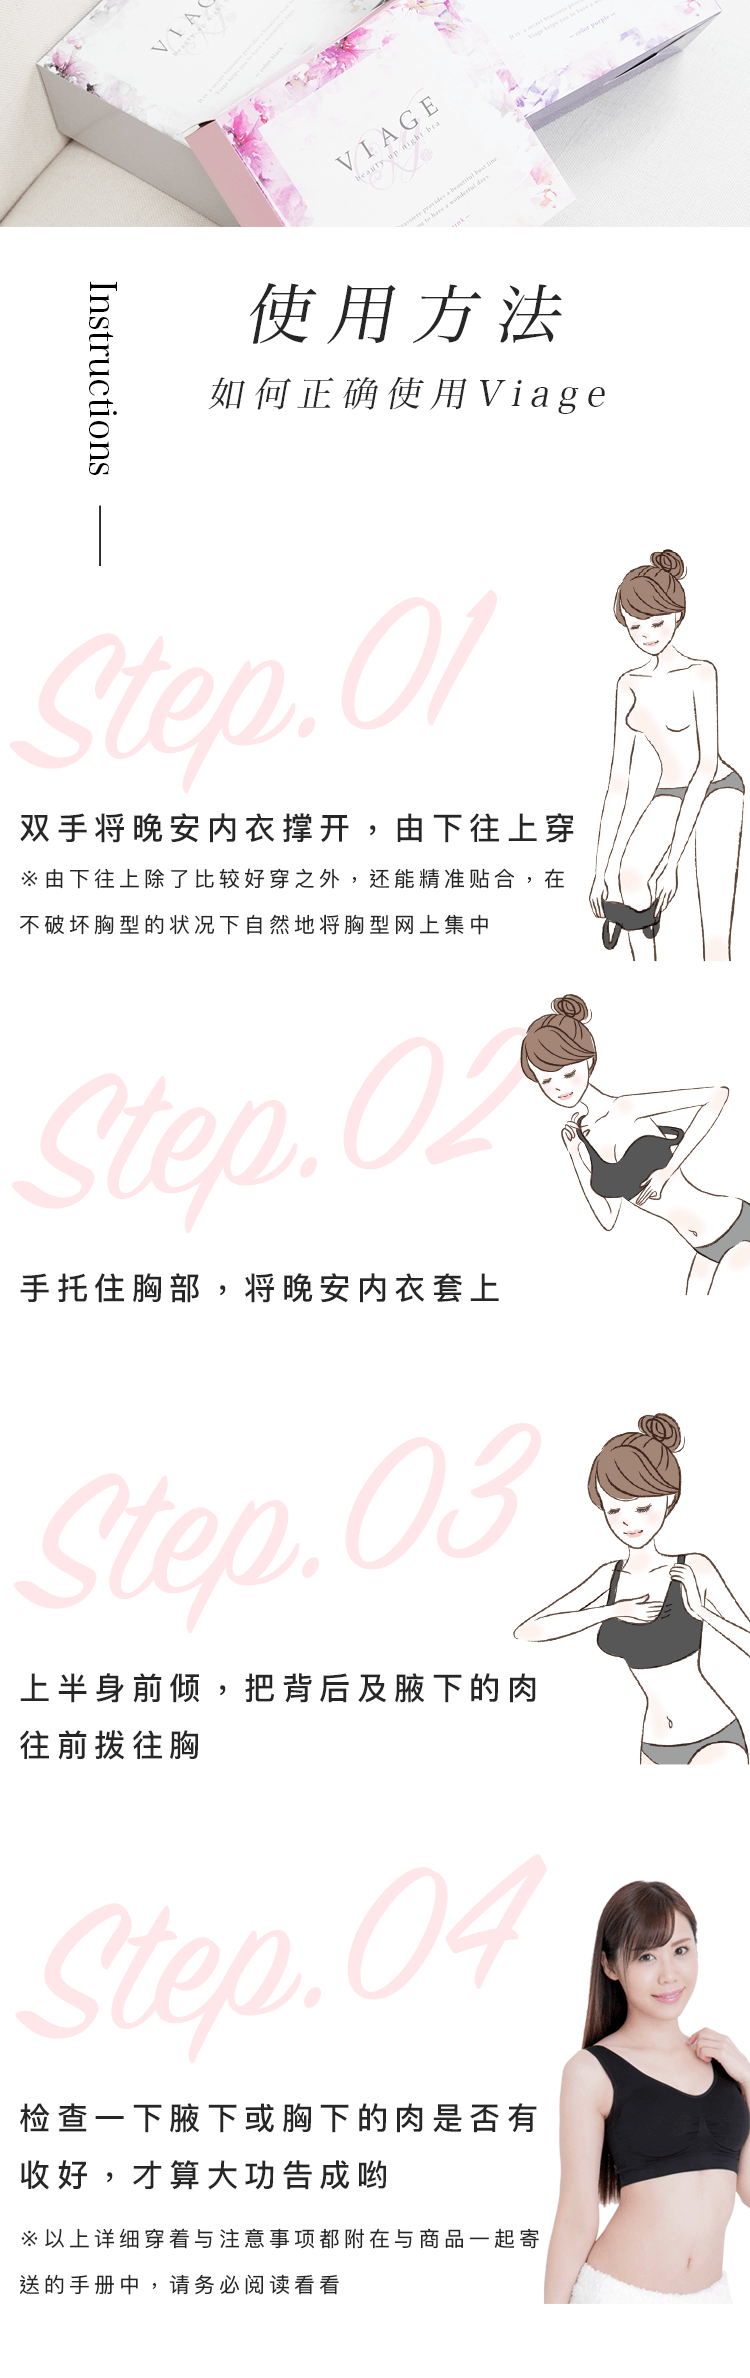 VIAGE
beauty up night bra
Instructions
使用方法
如何正确使用Viage
Step.01
双手将晚安内衣撑开，由下往上穿
※由下往上除了比较好穿之外，还能精准贴合，在
不破坏胸型的状况下自然地将胸型网上集中
Step.02
手托住胸部，将晚安内衣套上
Step.03
上半身前倾，把背后及腋下的肉
往前拨往胸
Step.04
检查一下腋下或胸下的肉是否有
收好，才算大功告成哟
※以上详细穿着与注意事项都附在与商品一起寄
送的手册中，请务必阅读看看